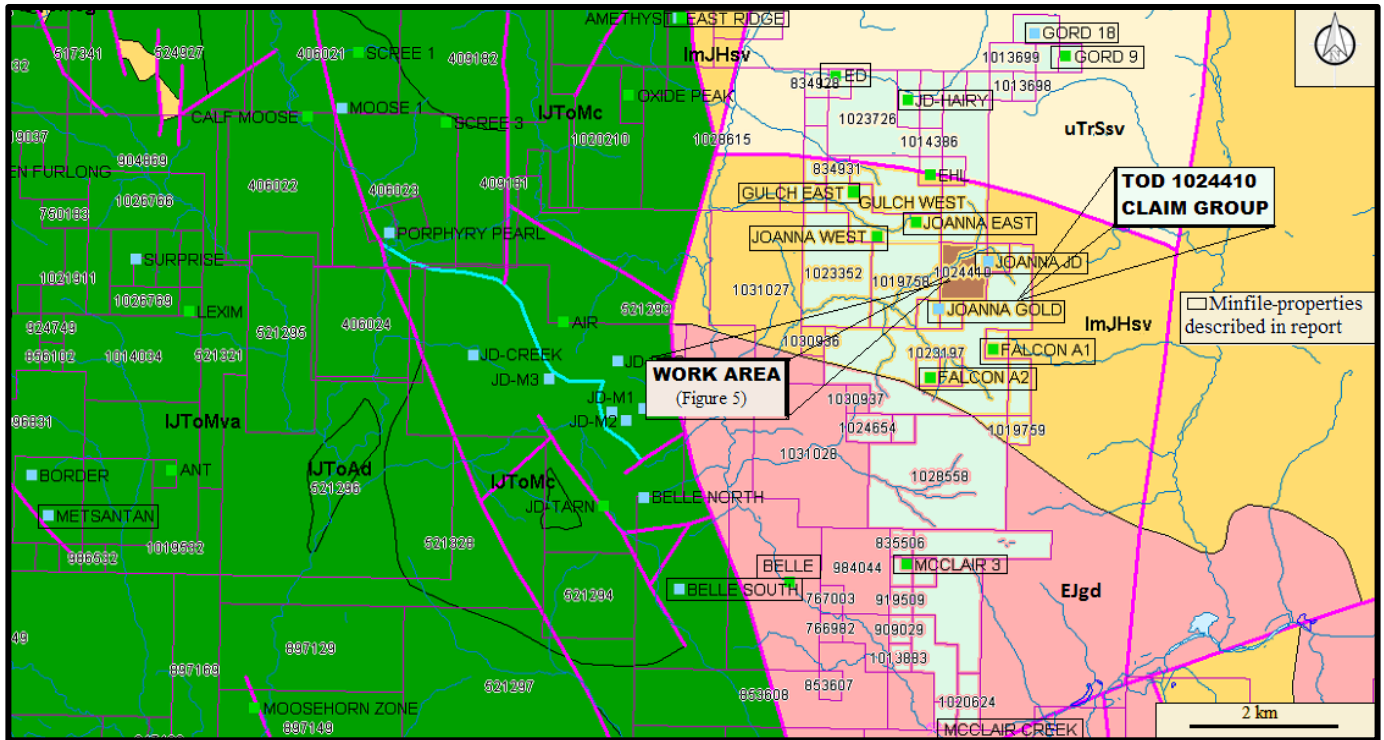 AMETHYST EAST RIDGE
GORD 18
517341
524927
406021
SCREE 1
409182
lmJHsv
1013699
GORD 9
834928
ED
1013698
OXIDE PEAK
JD-HAIRY
MOOSE 1
CALF MOOSE
SCREE 3
lJToMc
1023726
uTrSsv
19037
1020210
1028615
1014386
904869
EN FURLONG
834931
EHL
TOD 1024410
CLAIM GROUP
406022
406023
409181
GULCH EAST
GULCH WEST
1026766
750183
JOANNA EAST
PORPHYRY PEARL
JOANNA WEST
SURPRISE
JOANNA JD
1021911
1023352
1019758
1024410
1031027
1026769
LEXIM
521298
JOANNA GOLD
Minfile-properties
described in report
924749
406024
AIR
lmJHsv
521295
1030936
856102
1014034
521321
JD-CREEK
FALCON A1
1029197
JD-M3
WORK AREA
(Figure 5)
FALCON A2
JD-M1
1030937
JD-M2
lJToMva
1024654
1019759
1031028
BORDER
ANT
lJToAd
521296
lJToMc
1028558
METSANTAN
JD-TARN
BELLE NORTH
986532
1019532
521328
835506
BELLE
984044
MCCLAIR 3
BELLE SOUTH
521294
767003
919509
EJgd
766982
909029
897129
1013893
897169
521297
853608
853607
1020624
MOOSEHORN ZONE
2 km
897149
MCCLAIR CREEK